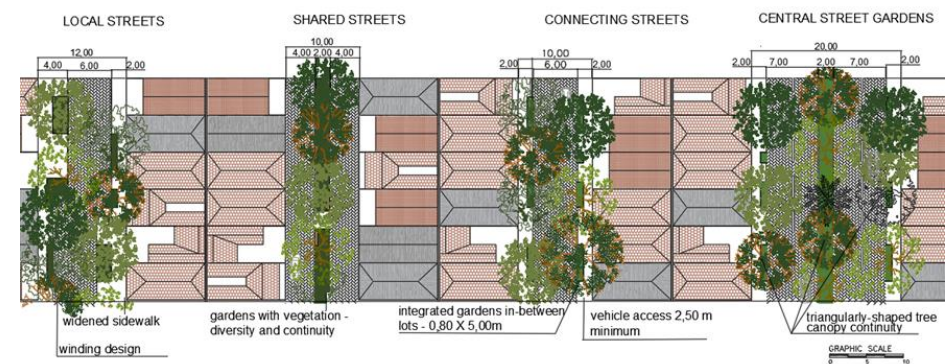 LOCAL STREETS
SHARED STREETS
CONNECTING STREETS
CENTRAL STREET GARDENS
12,00
4,00 6,00 2,00
10,00
4,00 2,00 4,00
10,00
2,00 6,00 2,00
20,00
2,00 7,00 2,00 7,00 2,00
widened sidewalk
winding design
gardens with vegetation -
diversity and continuity
integrated gardens in-between
lots - 0,80 X 5,00m
vehicle access 2,50 m
minimum
triangularly-shaped tree
canopy continuity
GRAPHIC SCALE
0 5 10